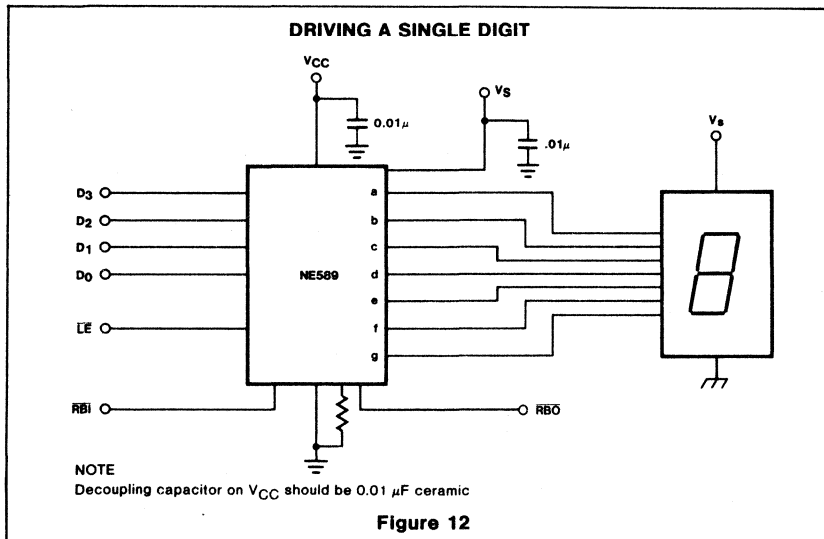 DRIVING A SINGLE DIGIT
VCC
VS
Vs
0.01µ
.01µ
D3
D2
D1
D0
LE
RBI
NE589
a
b
c
d
e
f
g
RBO
NOTE
Decoupling capacitor on VCC should be 0.01 µF ceramic
Figure 12